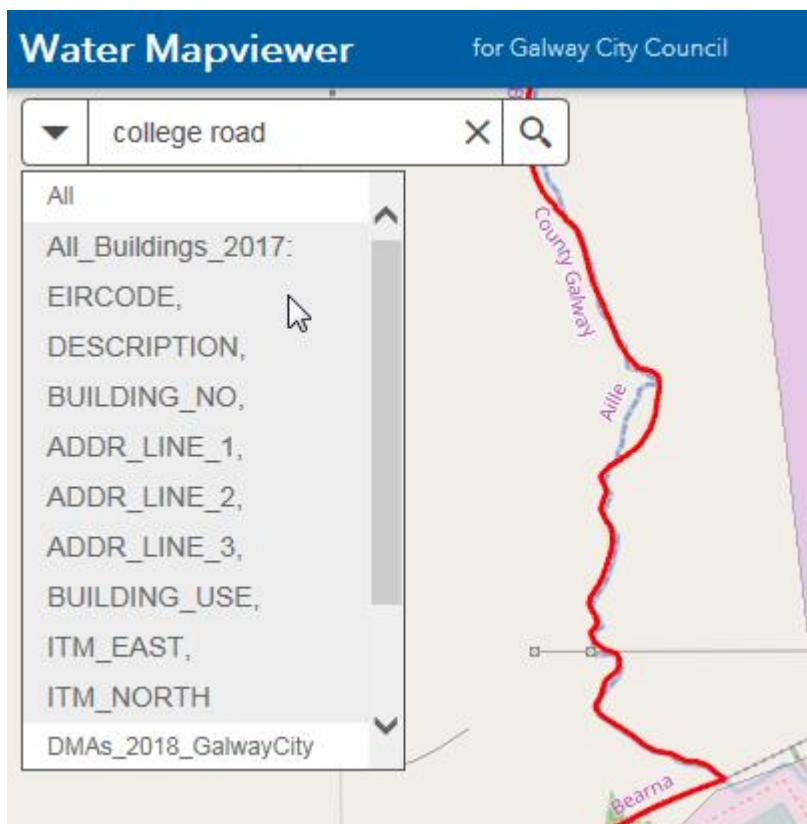 Water Mapviewer
for Galway City Council
college road
All
All_Buildings_2017:
EIRCODE,
DESCRIPTION,
BUILDING_NO,
ADDR_LINE_1,
ADDR_LINE_2,
ADDR_LINE_3,
BUILDING_USE,
ITM_EAST,
ITM_NORTH
DMAs_2018_GalwayCity
County Galway
Aille
Bearna